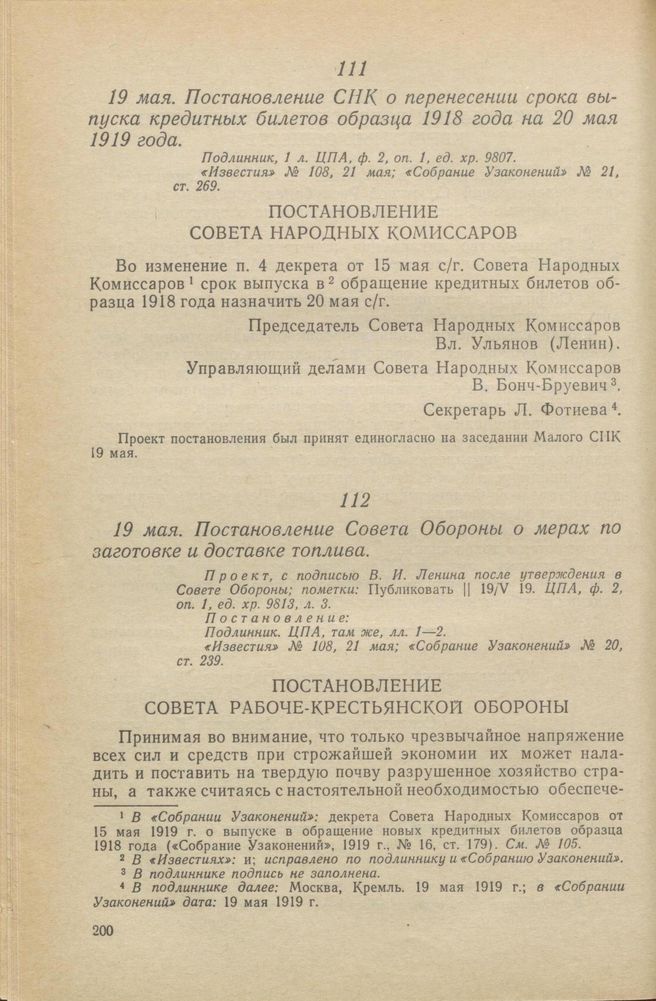 111
19 мая. Постановление СНК о перенесении срока вы-
пуска кредитных билетов образца 1918 года на 20 мая
1919 года.
Подлинник, 1 л. ЦПА, ф. 2, оп. 1, ед. хр. 9807.
«Известия» № 108, 21 мая; «Собрание Узаконений» № 21,
ст. 269.
ПОСТАНОВЛЕНИЕ
СОВЕТА НАРОДНЫХ КОМИССАРОВ
Во изменение п. 4 декрета от 15 мая с/г. Совета Народных
Комиссаров ¹ срок выпуска в ² обращение кредитных билетов об-
разца 1918 года назначить 20 мая с/г.
Председатель Совета Народных Комиссаров
Вл. Ульянов (Ленин).
Управляющий делами Совета Народных Комиссаров
В. Бонч-Бруевич ³.
Секретарь Л. Фотиева ⁴.
Проект постановления был принят единогласно на заседании Малого СНК
19 мая.
112
19 мая. Постановление Совета Обороны о мерах по
заготовке и доставке топлива.
Проект, с подписью В. И. Ленина после утверждения в
Совете Обороны; пометки: Публиковать || 19/V 19. ЦПА, ф. 2,
оп. 1, ед. хр. 9813, л. 3.
Постановление:
Подлинник. ЦПА, там же, лл. 1—2.
«Известия» № 108, 21 мая; «Собрание Узаконений» № 20,
ст. 239.
ПОСТАНОВЛЕНИЕ
СОВЕТА РАБОЧЕ-КРЕСТЬЯНСКОЙ ОБОРОНЫ
Принимая во внимание, что только чрезвычайное напряжение
всех сил и средств при строжайшей экономии их может нала-
дить и поставить на твердую почву разрушенное хозяйство стра-
ны, а также считаясь с настоятельной необходимостью обеспече-
¹ В «Собрании Узаконений»: декрета Совета Народных Комиссаров от
15 мая 1919 г. о выпуске в обращение новых кредитных билетов образца
1918 года («Собрание Узаконений», 1919 г., № 16, ст. 179). См. № 105.
² В «Известиях»: и; исправлено по подлиннику и «Собранию Узаконений».
³ В подлиннике подпись не заполнена.
⁴ В подлиннике далее: Москва, Кремль. 19 мая 1919 г.; в «Собрании
Узаконений» дата: 19 мая 1919 г.
200